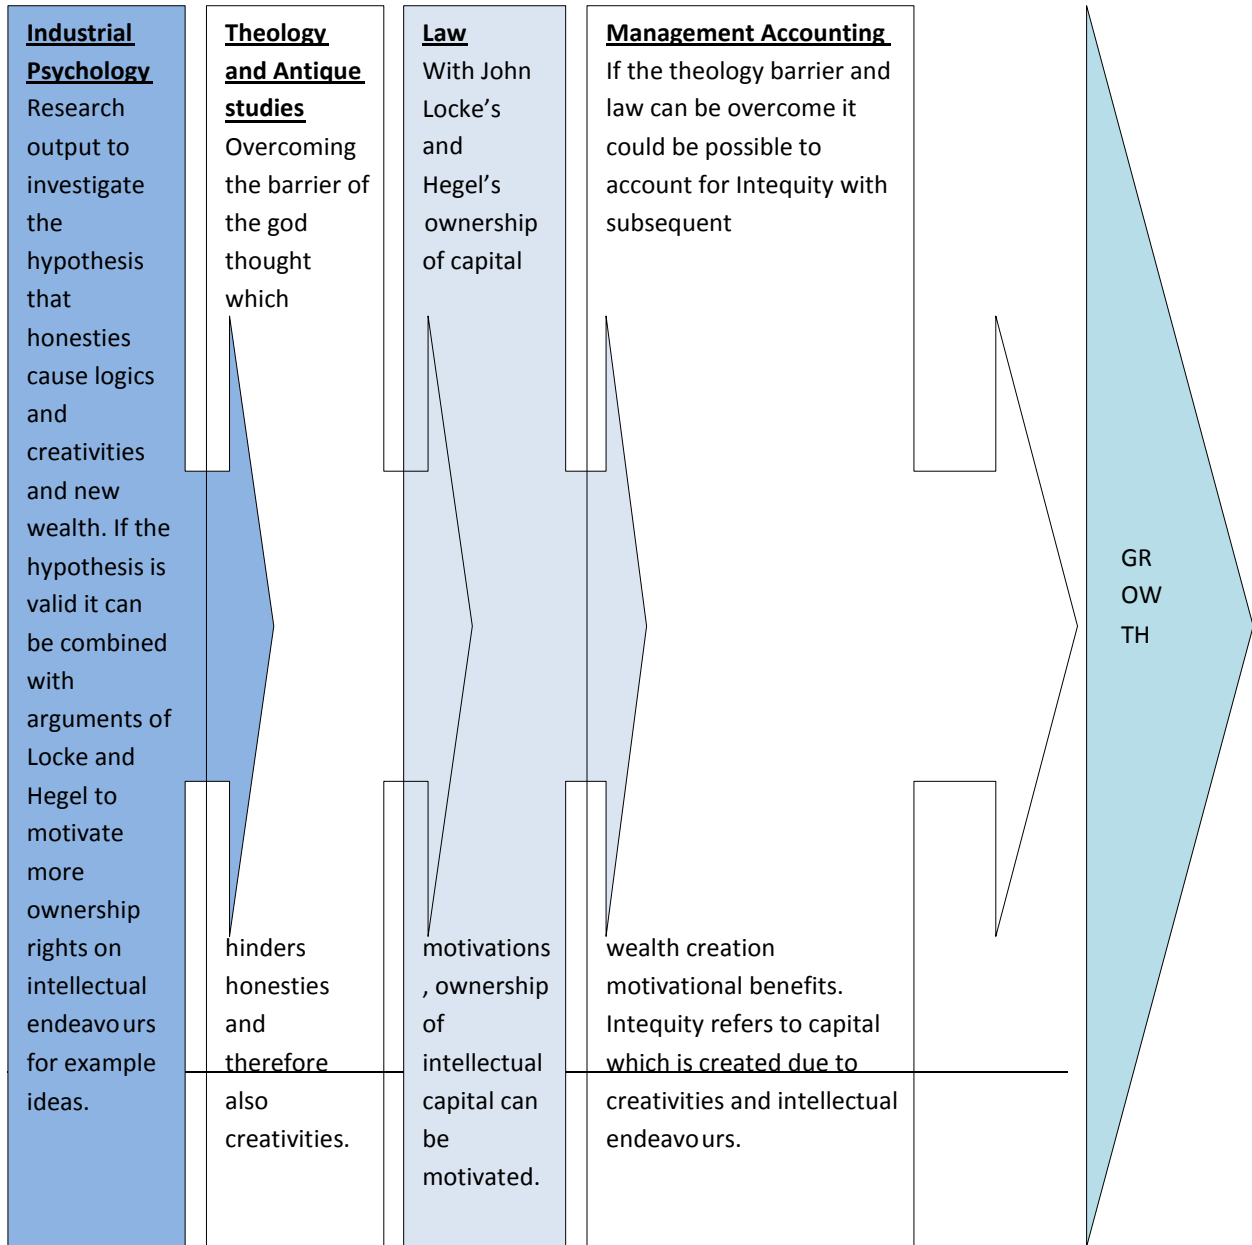 Industrial
Psychology
Research
output to
investigate
the
hypothesis
that
honesties
cause logics
and
creativities
and new
wealth. If the
hypothesis is
valid it can
be combined
with
arguments of
Locke and
Hegel to
motivate
more
ownership
rights on
intellectual
endeavours
for example
ideas.
Theology
and Antique
studies
Overcoming
the barrier of
the god
thought
which
hinders
honesties
and
therefore
also
creativities.
Law
With John
Locke’s
and
Hegel’s
ownership
of capital
motivations
, ownership
of
intellectual
capital can
be
motivated.
Management Accounting
If the theology barrier and
law can be overcome it
could be possible to
account for Intequity with
subsequent
wealth creation
motivational benefits.
Intequity refers to capital
which is created due to
creativities and intellectual
endeavours.
GR
OW
TH